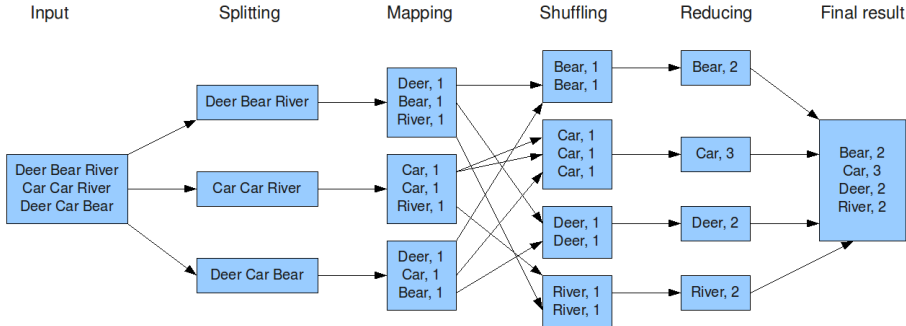 Input
Splitting
Mapping
Shuffling
Reducing
Final result
Deer Bear River
Car Car River
Deer Car Bear
Deer Bear River
Car Car River
Deer Car Bear
Deer, 1
Bear, 1
River, 1
Car, 1
Car, 1
River, 1
Deer, 1
Car, 1
Bear, 1
Bear, 1
Bear, 1
Car, 1
Car, 1
Car, 1
Deer, 1
Deer, 1
River, 1
River, 1
Bear, 2
Car, 3
Deer, 2
River, 2
Bear, 2
Car, 3
Deer, 2
River, 2